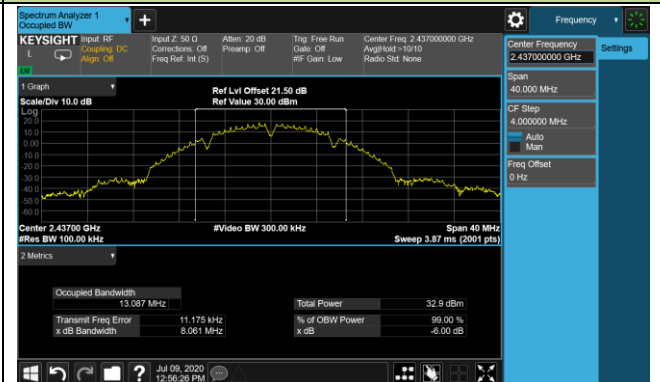 Spectrum Analyzer 1
Occupied BW
Frequency
KEYSIGHT
L
LW
Input: RF
Coupling: DC
Align: Off
Input Z: 50 Ω
Corrections: Off
Freq Ref: Int (S)
Atten: 20 dB
Preamp: Off
Trig: Free Run
Gate: Off
#IF Gain: Low
Center Freq: 2.437000000 GHz
Avg|Hold:>10/10
Radio Std: None
Center Frequency
2.437000000 GHz
Settings
Span
40.000 MHz
CF Step
4.000000 MHz
Auto
Man
Freq Offset
0 Hz
1 Graph
Scale/Div 10.0 dB
Ref Lvl Offset 21.50 dB
Ref Value 30.00 dBm
Log
20.0
10.0
0.00
-10.0
-20.0
-30.0
-40.0
-50.0
-60.0
Center 2.43700 GHz
#Res BW 100.00 kHz
#Video BW 300.00 kHz
Span 40 MHz
Sweep 3.87 ms (2001 pts)
2 Metrics
Occupied Bandwidth
13.087 MHz
Total Power 32.9 dBm
Transmit Freq Error 11.175 kHz
% of OBW Power 99.00 %
x dB Bandwidth 8.061 MHz
x dB -6.00 dB
?
Jul 09, 2020
12:56:26 PM